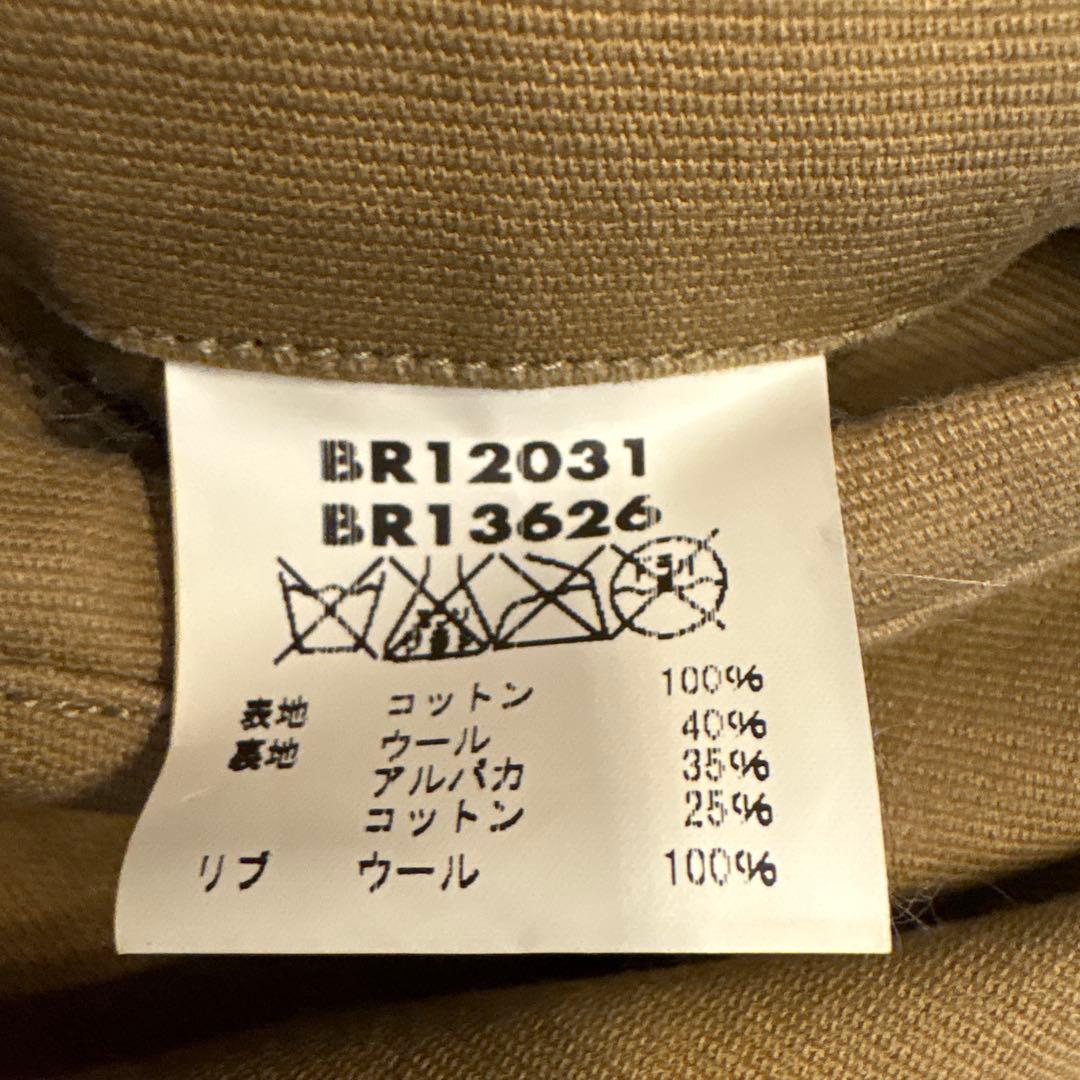 BR12031
BR13626
ドライ
表地 コットン 100%
裏地 ウール 40%
アルパカ 35%
コットン 25%
リブ ウール 100%